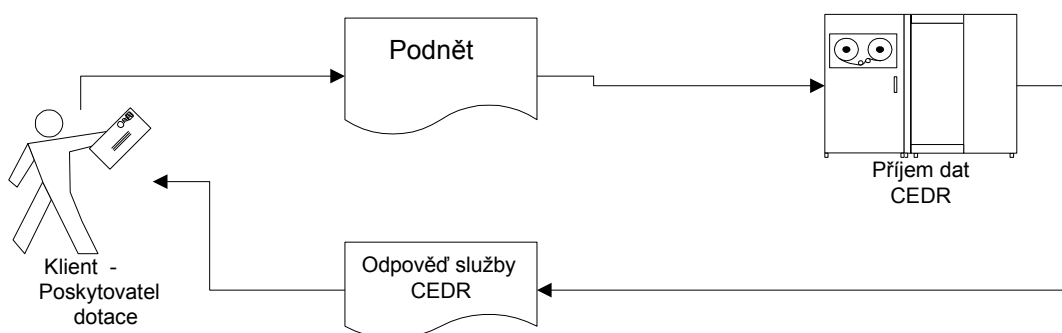 Podnět
Příjem dat
CEDR
Klient -
Poskytovatel
dotace
Odpověď služby
CEDR